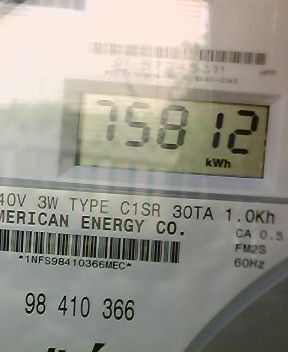 75812
kWh
40V 3W TYPE C1SR 30TA 1.0Kh
MERICAN ENERGY CO.
CA 0.5
FM2S
60Hz
*1NFS98410366MEC*
98 410 366